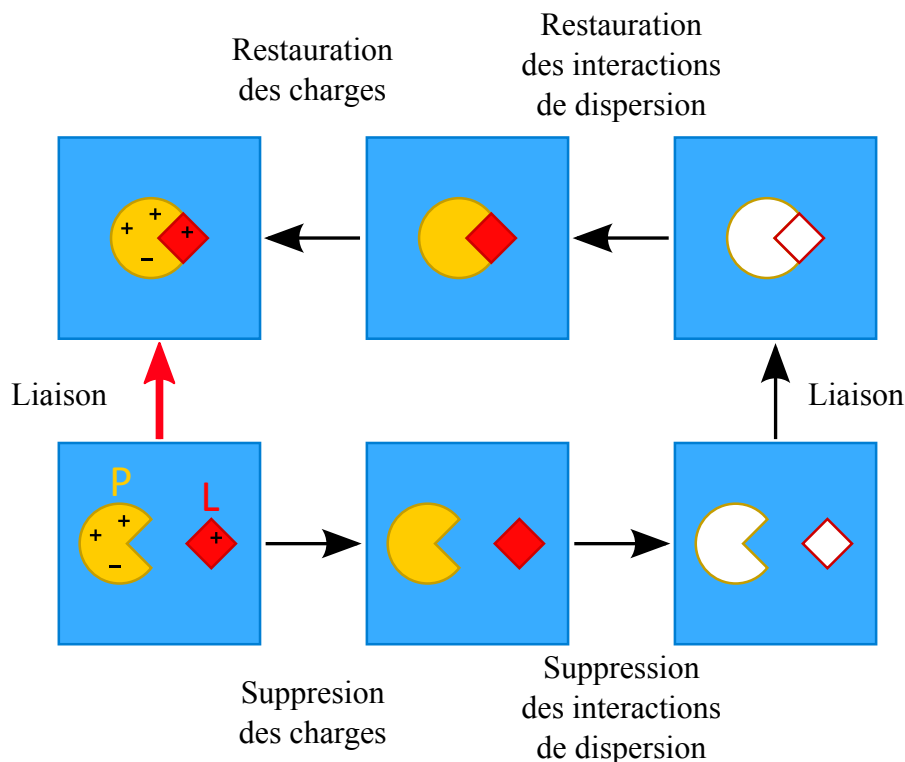 Restauration
des charges
Restauration
des interactions
de dispersion
+
+
+
-
Liaison
Liaison
P
L
+
+
-
+
Suppresion
des charges
Suppression
des interactions
de dispersion